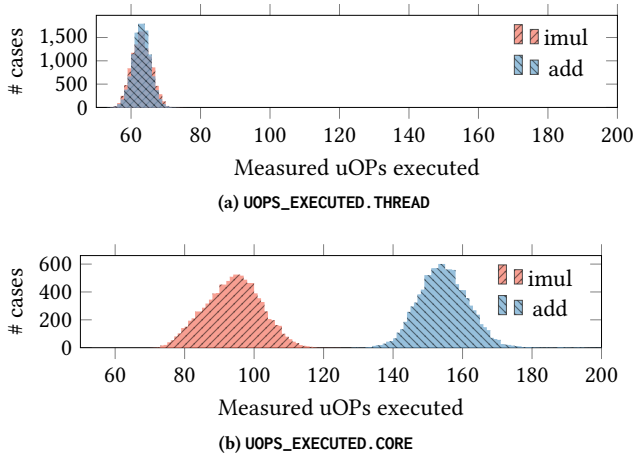 1,500
1,000
500
0
# cases
imul
add
60 80 100 120 140 160 180 200
Measured uOPs executed
(a) UOPS_EXECUTED.THREAD
600
400
200
0
# cases
imul
add
60 80 100 120 140 160 180 200
Measured uOPs executed
(b) UOPS_EXECUTED.CORE